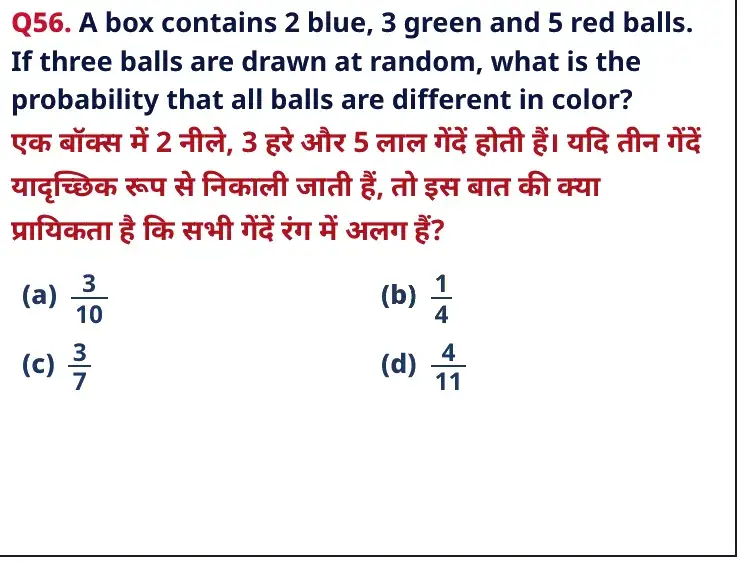 Q56. A box contains 2 blue, 3 green and 5 red balls.
If three balls are drawn at random, what is the
probability that all balls are different in color?
एक बॉक्स में 2 नीले, 3 हरे और 5 लाल गेंदें होती हैं। यदि तीन गेंदें
यादृच्छिक रूप से निकाली जाती हैं, तो इस बात की क्या
प्रायिकता है कि सभी गेंदें रंग में अलग हैं?
(a) 3/10 (b) 1/4
(c) 3/7 (d) 4/11